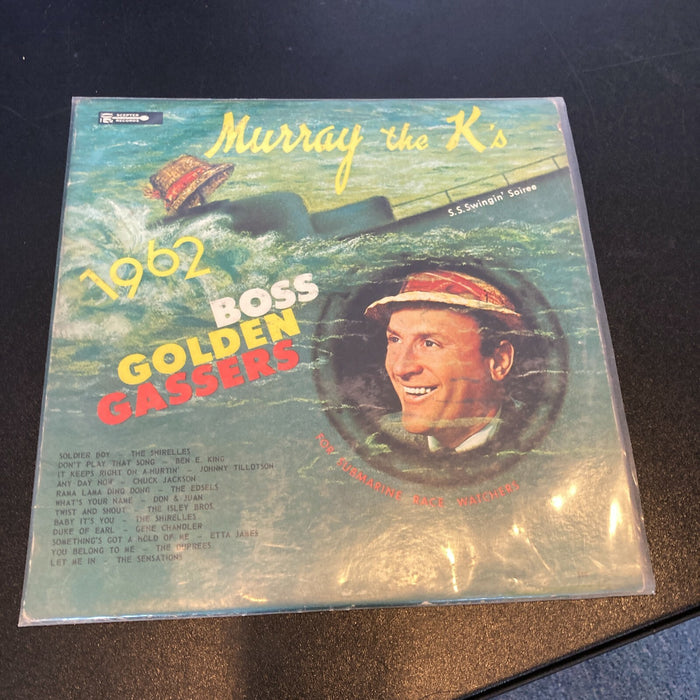 SCEPTER
RECORDS
Murray the K's
S.S.Swingin' Soiree
1962
BOSS
GOLDEN
GASSERS
FOR SUBMARINE RACE WATCHERS
SOLDIER BOY - THE SHIRELLES
DON'T PLAY THAT SONG - BEN E. KING
IT KEEPS RIGHT ON A-HURTIN' - JOHNNY TILLOTSON
ANY DAY NOW - CHUCK JACKSON
RAMA LAMA DING DONG - THE EDSELS
WHAT'S YOUR NAME - DON & JUAN
TWIST AND SHOUT - THE ISLEY BROS.
BABY IT'S YOU - THE SHIRELLES
DUKE OF EARL - GENE CHANDLER
SOMETHING'S GOT A HOLD OF ME - ETTA JAMES
YOU BELONG TO ME - THE DUPREES
LET ME IN - THE SENSATIONS